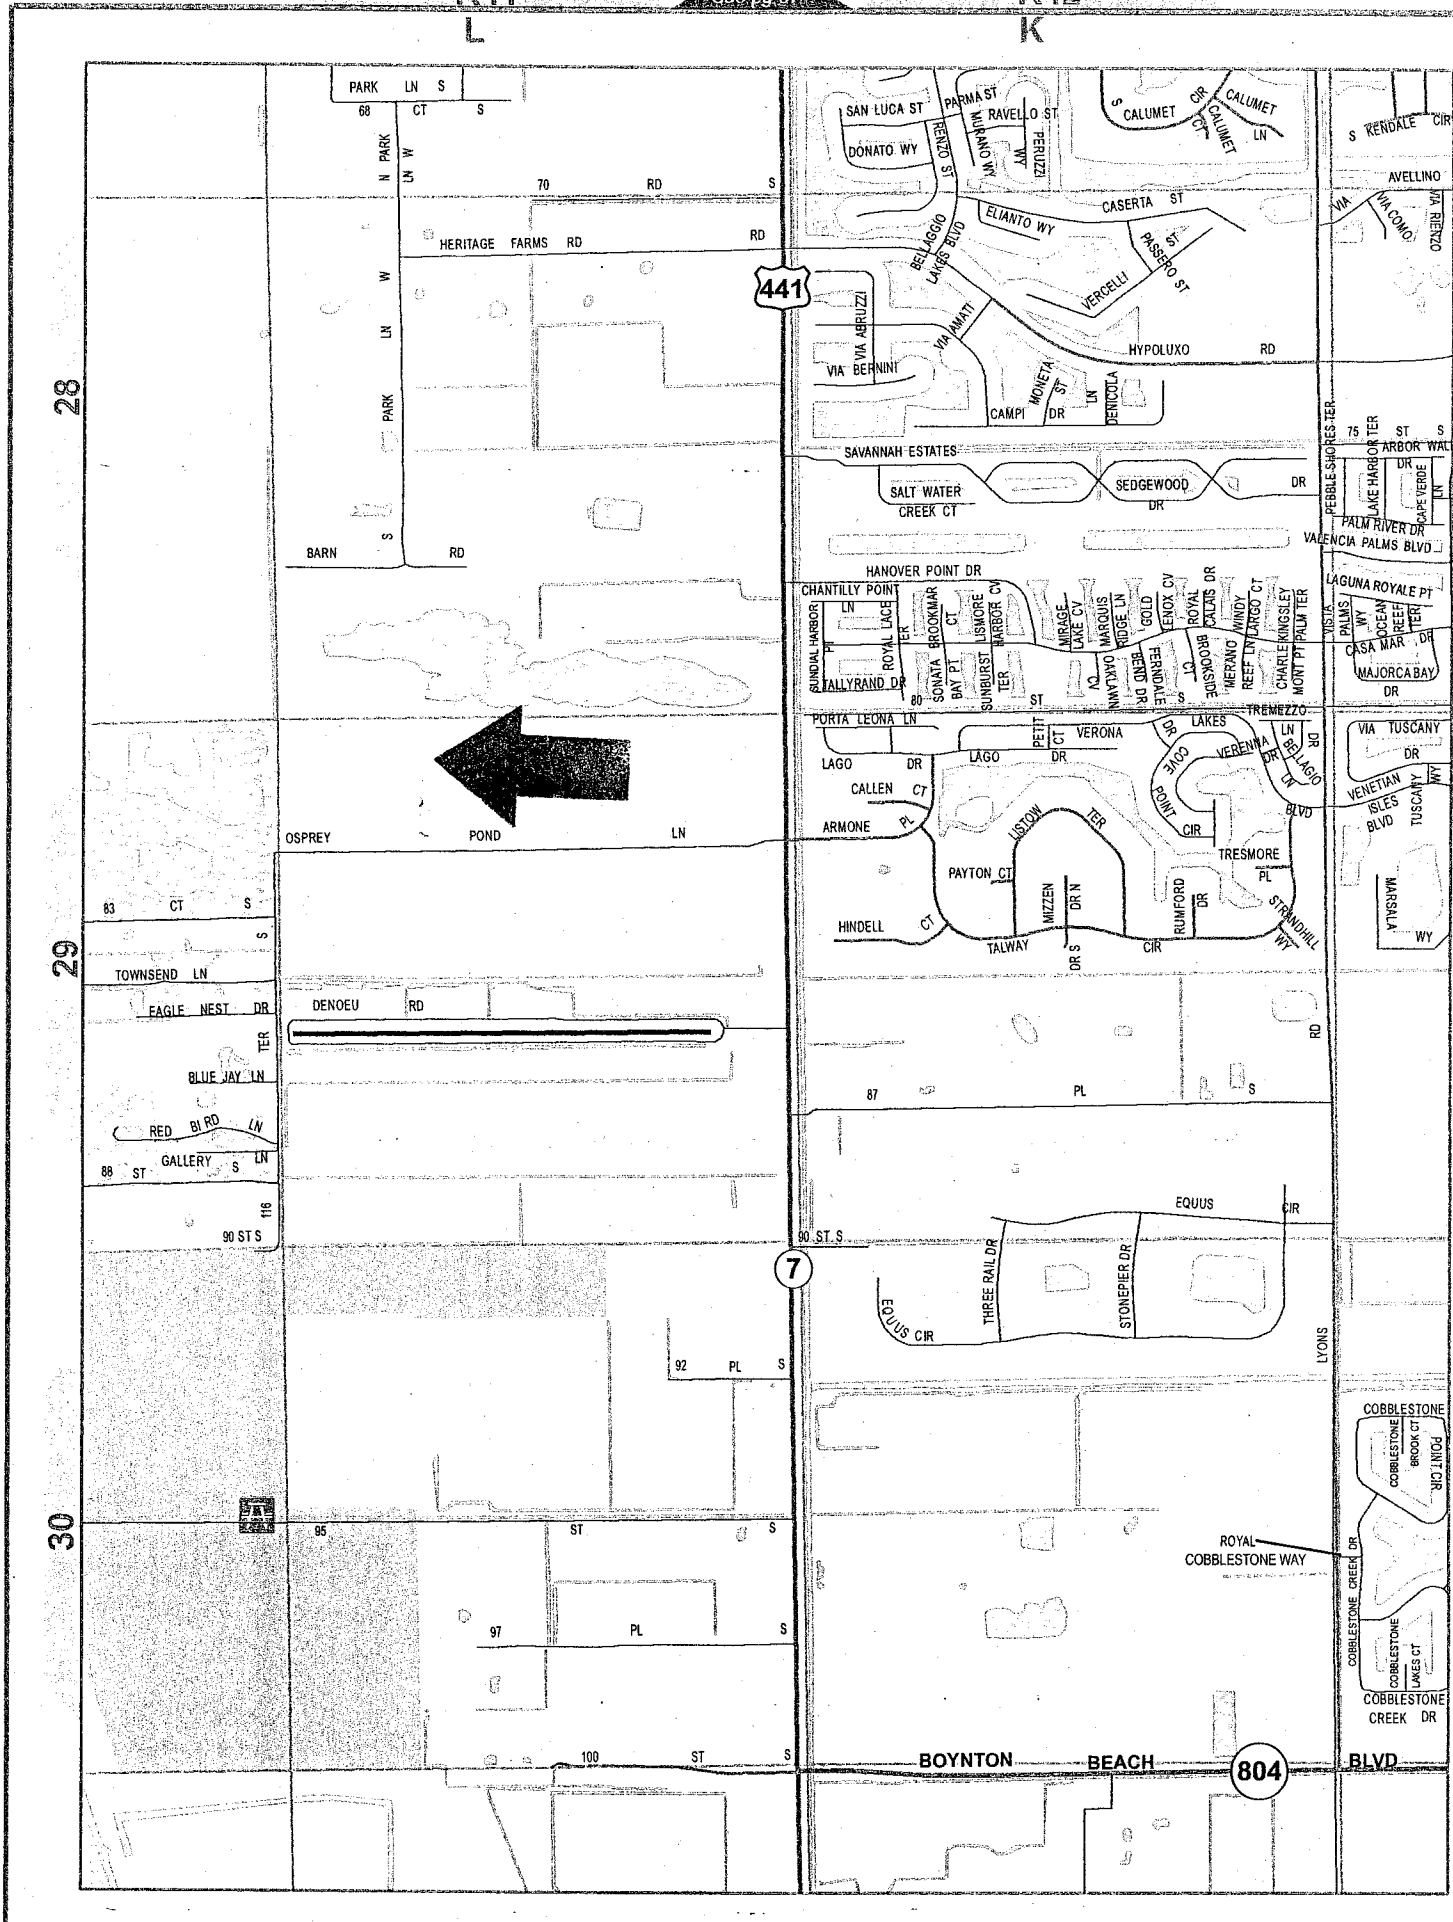 L
K
PARK LN S
68 CT S
N PARK
LN W
70 RD S
HERITAGE FARMS RD
RD
441
28
PARK LN W
S
BARN RD
SAN LUCA ST
PARMA ST
RENZO ST
MURANO WY
RAVELLO ST
PERUZZI
WY
DONATO WY
S CALUMET CIR
CALUMET
CT
CALUMET
LN
S KENDALE CIR
AVELLINO
VIA
VIA COMO
VIA RIENZO
CASERTA ST
ELIANTO WY
BELLAGGIO
LAKES BLVD
PASSERO ST
VERCELLI ST
VIA ABRUZZI
VIA AMATI
VIA BERNINI
HYPOLUXO RD
MONETA
ST
LN
DENICOLA
CAMPI DR
PEBBLE SHORES TER
LAKE HARBOR TER
75 ST S
ARBOR WAL
DR
CAPE VERDE
LN
SAVANNAH ESTATES
DR
SALT WATER
CREEK CT
SEDGEWOOD
DR
PALM RIVER DR
VALENCIA PALMS BLVD
HANOVER POINT DR
CHANTILLY POINT
LN
SUNDIAL HARBOR
PT
ROYAL LACE
TER
BROOKMAR
CT
SONATA
BAY PT
LISMORE
HARBOR CV
SUNBURST
TER
MIRAGE
LAKE CV
MARQUIS
RIDGE LN
OAKLAWN
CV
GOLD
BEND DR
LENOX CV
FERNDALE
ROYAL
CALAIS DR
BROOKSIDE
CT
WINDY
MERANO
LARGO CT
REEF LN
KINGSLEY
PALM TER
CHARLE
MONT PT
TALLYRAND DR
LAGUNA ROYALE PT
VISTA
PALMS
WY
OCEAN
REEF
TER
CASA MAR DR
MAJORCA BAY
DR
80 ST S
TREMEZZO
LN
DR
PORTA LEONA LN
PETIT
CT
VERONA
LAKES
DR
LAGO DR
LAGO DR
COVE
POINT
CIR
VERENNA
DR
BELLAGIO
LN
BLVD
VIA TUSCANY
DR
VENETIAN
ISLES
BLVD
TUSCANY
WY
CALLEN CT
ARMONE PL
LISTOW TER
TRESMORE
PL
PAYTON CT
MIZZEN
DR N
DR S
RUMFORD
DR
STRANDHILL
WY
HINDELL CT
TALWAY CIR
MARSALA
WY
OSPREY POND LN
83 CT S
29
S
TOWNSEND LN
EAGLE NEST DR
DENOEU RD
TER
BLUE JAY LN
RED BIRD LN
GALLERY LN
88 ST S
116
90 ST S
90 ST S
87 PL S
RD
7
EQUUS CIR
THREE RAIL DR
STONEPIER DR
EQUUS CIR
LYONS
92 PL S
COBBLESTONE
POINT CIR
COBBLESTONE
BROOK CT
30
95 ST S
ROYAL
COBBLESTONE WAY
COBBLESTONE CREEK DR
COBBLESTONE
LAKES CT
COBBLESTONE
CREEK DR
97 PL S
100 ST S
BOYNTON BEACH BLVD
804